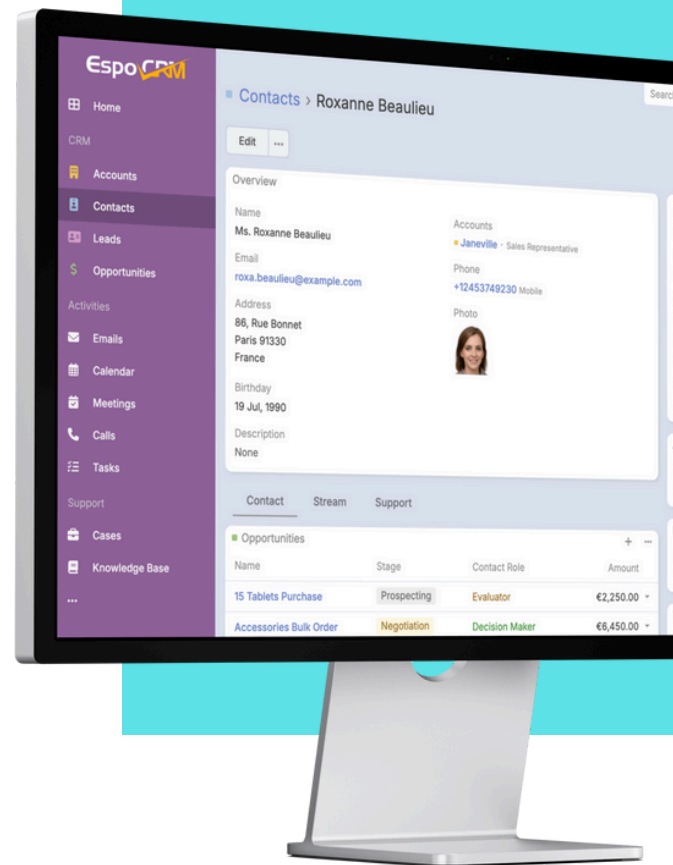 EspoCRM
Home
CRM
Accounts
Contacts
Leads
Opportunities
Activities
Emails
Calendar
Meetings
Calls
Tasks
Support
Cases
Knowledge Base
...
Contacts > Roxanne Beaulieu
Edit ...
Overview
Name
Ms. Roxanne Beaulieu
Email
roxa.beaulieu@example.com
Address
86, Rue Bonnet
Paris 91330
France
Birthday
19 Jul, 1990
Description
None
Accounts
Janeville · Sales Representative
Phone
+12453749230 Mobile
Photo
Contact Stream Support
Opportunities + ...
Name Stage Contact Role Amount
15 Tablets Purchase Prospecting Evaluator €2,250.00
Accessories Bulk Order Negotiation Decision Maker €6,450.00